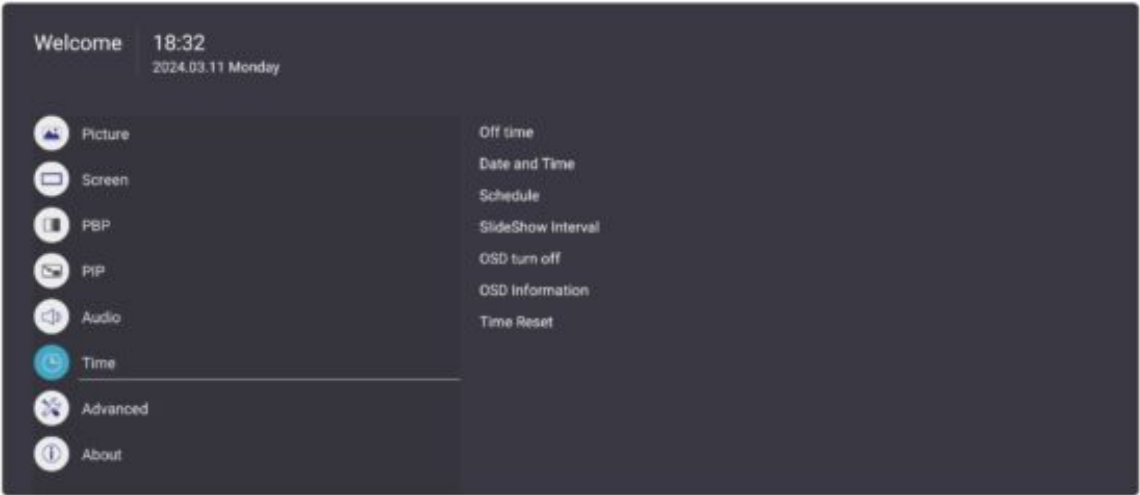 Welcome
18:32
2024.03.11 Monday
Picture
Screen
PBP
PIP
Audio
Time
Advanced
About
Off time
Date and Time
Schedule
SlideShow Interval
OSD turn off
OSD Information
Time Reset